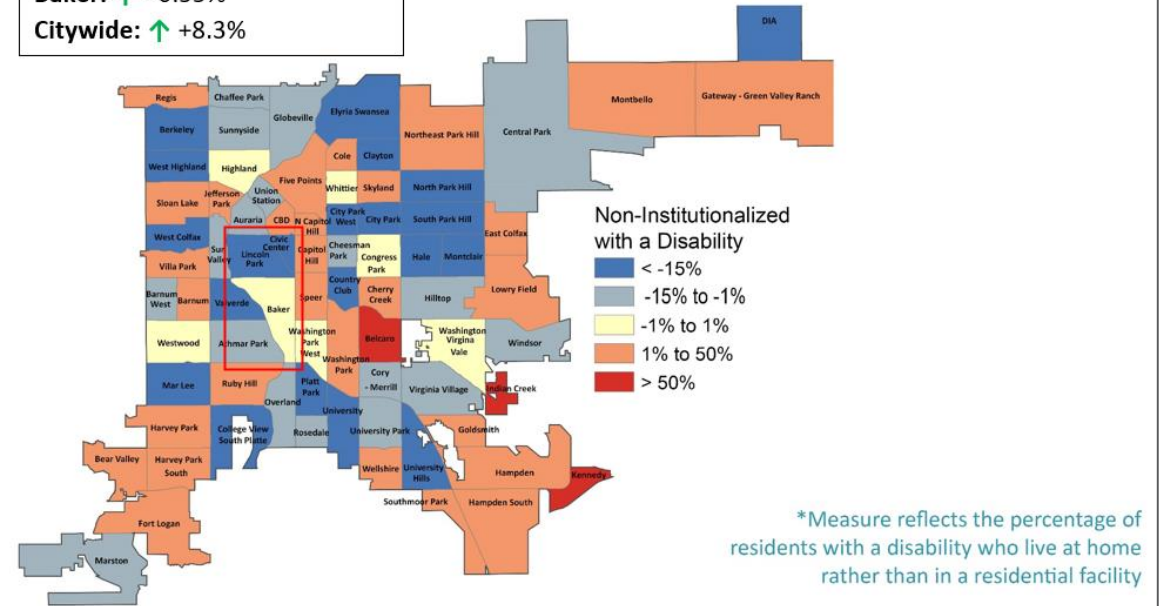 Citywide: ↑ +8.3%
DIA
Regis
Chaffee Park
Globeville
Elyria Swansea
Montbello
Gateway - Green Valley Ranch
Berkeley
Sunnyside
Northeast Park Hill
Central Park
Cole
Clayton
West Highland
Highland
Five Points
Whittier
Skyland
North Park Hill
Sloan Lake
Jefferson
Park
Union
Station
Auraria
CBD
N Capitol
Hill
City Park
West
City Park
South Park Hill
West Colfax
Civic
Center
East Colfax
Sun
Valley
Lincoln
Park
Capitol
Hill
Cheesman
Park
Congress
Park
Hale
Montclair
Villa Park
Barnum
West
Barnum
Valverde
Baker
Speer
Country
Club
Cherry
Creek
Hilltop
Lowry Field
Westwood
Athmar Park
Washington
Park
West
Washington
Park
Belcaro
Washington
Virgina
Vale
Windsor
Mar Lee
Ruby Hill
Platt
Park
Cory
- Merrill
Virginia Village
Indian Creek
Overland
University
Harvey Park
College View
South Platte
Rosedale
University Park
Goldsmith
Bear Valley
Harvey Park
South
Wellshire
University
Hills
Hampden
Kennedy
Southmoor Park
Hampden South
Fort Logan
Marston
Non-Institutionalized
with a Disability
< -15%
-15% to -1%
-1% to 1%
1% to 50%
> 50%
*Measure reflects the percentage of
residents with a disability who live at home
rather than in a residential facility